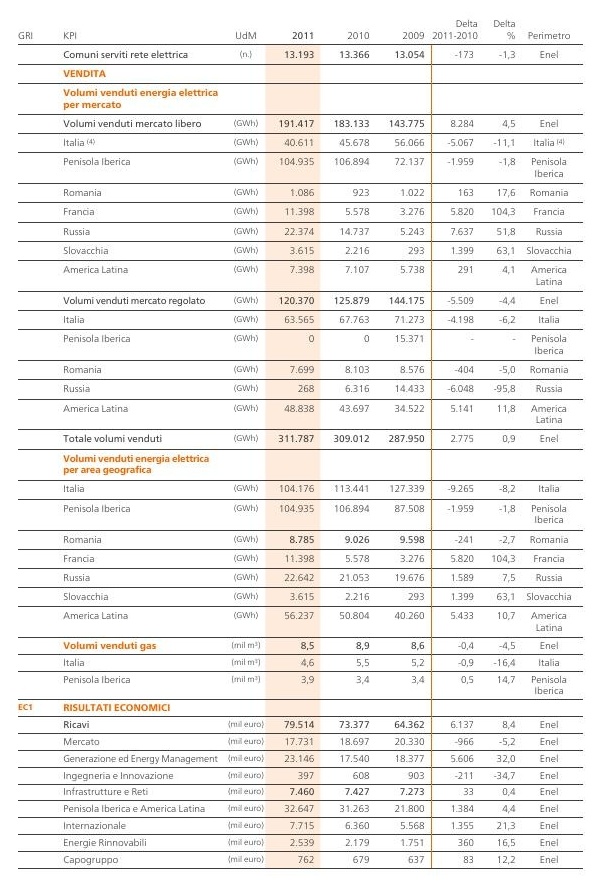 Delta Delta
GRI KPI UdM 2011 2010 2009 2011-2010 % Perimetro
Comuni serviti rete elettrica (n.) 13.193 13.366 13.054 -173 -1,3 Enel
VENDITA
Volumi venduti energia elettrica
per mercato
Volumi venduti mercato libero (GWh) 191.417 183.133 143.775 8.284 4,5 Enel
Italia (4) (GWh) 40.611 45.678 56.066 -5.067 -11,1 Italia (4)
Penisola Iberica (GWh) 104.935 106.894 72.137 -1.959 -1,8 Penisola
Iberica
Romania (GWh) 1.086 923 1.022 163 17,6 Romania
Francia (GWh) 11.398 5.578 3.276 5.820 104,3 Francia
Russia (GWh) 22.374 14.737 5.243 7.637 51,8 Russia
Slovacchia (GWh) 3.615 2.216 293 1.399 63,1 Slovacchia
America Latina (GWh) 7.398 7.107 5.738 291 4,1 America
Latina
Volumi venduti mercato regolato (GWh) 120.370 125.879 144.175 -5.509 -4,4 Enel
Italia (GWh) 63.565 67.763 71.273 -4.198 -6,2 Italia
Penisola Iberica (GWh) 0 0 15.371 - - Penisola
Iberica
Romania (GWh) 7.699 8.103 8.576 -404 -5,0 Romania
Russia (GWh) 268 6.316 14.433 -6.048 -95,8 Russia
America Latina (GWh) 48.838 43.697 34.522 5.141 11,8 America
Latina
Totale volumi venduti (GWh) 311.787 309.012 287.950 2.775 0,9 Enel
Volumi venduti energia elettrica
per area geografica
Italia (GWh) 104.176 113.441 127.339 -9.265 -8,2 Italia
Penisola Iberica (GWh) 104.935 106.894 87.508 -1.959 -1,8 Penisola
Iberica
Romania (GWh) 8.785 9.026 9.598 -241 -2,7 Romania
Francia (GWh) 11.398 5.578 3.276 5.820 104,3 Francia
Russia (GWh) 22.642 21.053 19.676 1.589 7,5 Russia
Slovacchia (GWh) 3.615 2.216 293 1.399 63,1 Slovacchia
America Latina (GWh) 56.237 50.804 40.260 5.433 10,7 America
Latina
Volumi venduti gas (mil m³) 8,5 8,9 8,6 -0,4 -4,5 Enel
Italia (mil m³) 4,6 5,5 5,2 -0,9 -16,4 Italia
Penisola Iberica (mil m³) 3,9 3,4 3,4 0,5 14,7 Penisola
Iberica
EC1 RISULTATI ECONOMICI
Ricavi (mil euro) 79.514 73.377 64.362 6.137 8,4 Enel
Mercato (mil euro) 17.731 18.697 20.330 -966 -5,2 Enel
Generazione ed Energy Management (mil euro) 23.146 17.540 18.377 5.606 32,0 Enel
Ingegneria e Innovazione (mil euro) 397 608 903 -211 -34,7 Enel
Infrastrutture e Reti (mil euro) 7.460 7.427 7.273 33 0,4 Enel
Penisola Iberica e America Latina (mil euro) 32.647 31.263 21.800 1.384 4,4 Enel
Internazionale (mil euro) 7.715 6.360 5.568 1.355 21,3 Enel
Energie Rinnovabili (mil euro) 2.539 2.179 1.751 360 16,5 Enel
Capogruppo (mil euro) 762 679 637 83 12,2 Enel